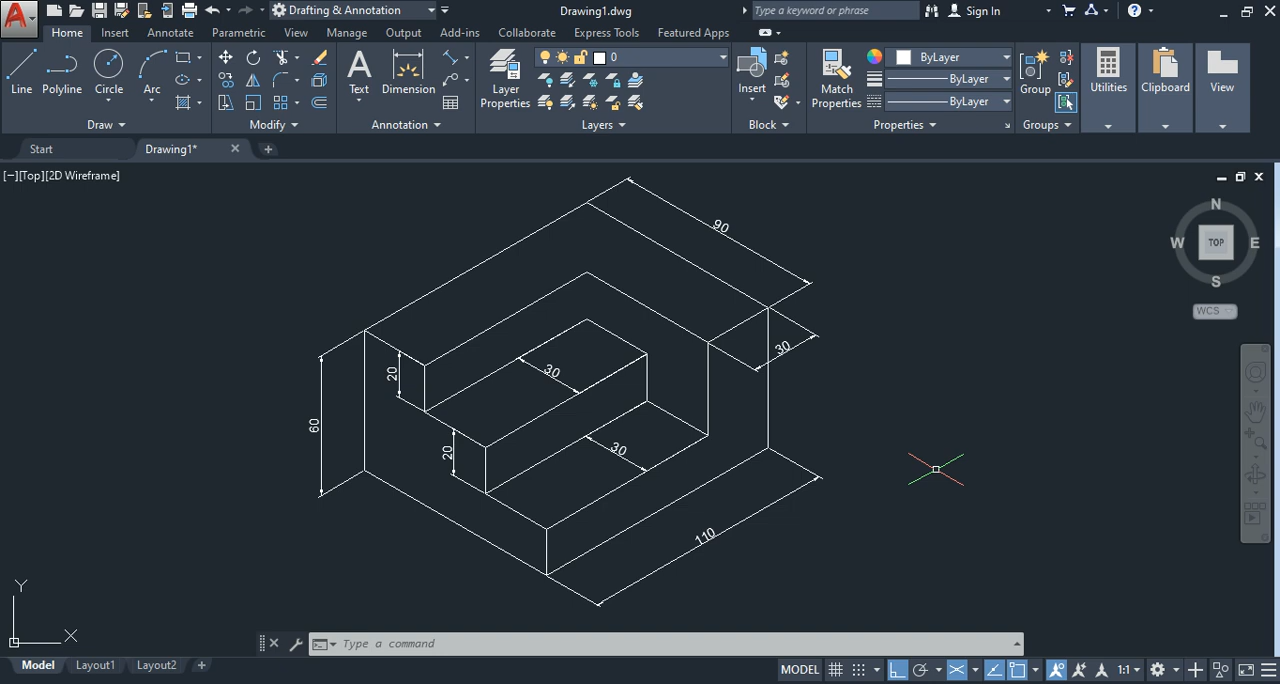 Drafting & Annotation
Drawing1.dwg
Type a keyword or phrase
Sign In
Home Insert Annotate Parametric View Manage Output Add-ins Collaborate Express Tools Featured Apps
Line Polyline Circle Arc
Text Dimension
Layer Properties
0
Insert
Match Properties
ByLayer
ByLayer
ByLayer
Group
Utilities
Clipboard
View
Draw Modify Annotation Layers Block Properties Groups
Start Drawing1*
[−][Top][2D Wireframe]
N
W TOP E
S
WCS
90
30
20
30
60
20
30
110
Y
X
Type a command
Model Layout1 Layout2
MODEL 1:1